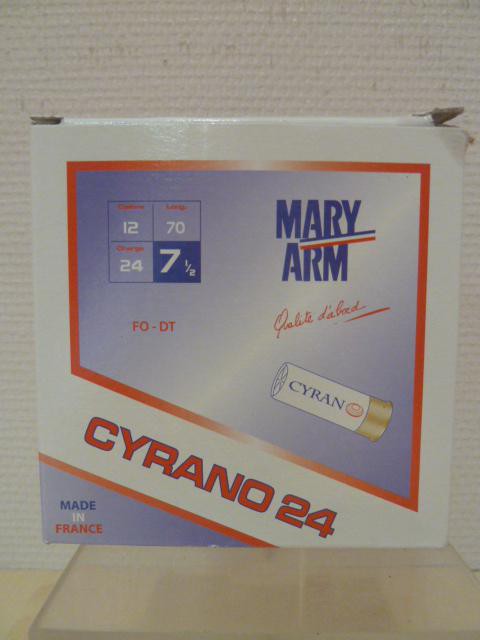 Calibre Long.
12 70
Charge
24 7 1/2
FO - DT
MARY
ARM
Qualité d'abord
CYRANO
CYRANO 24
MADE
IN
FRANCE